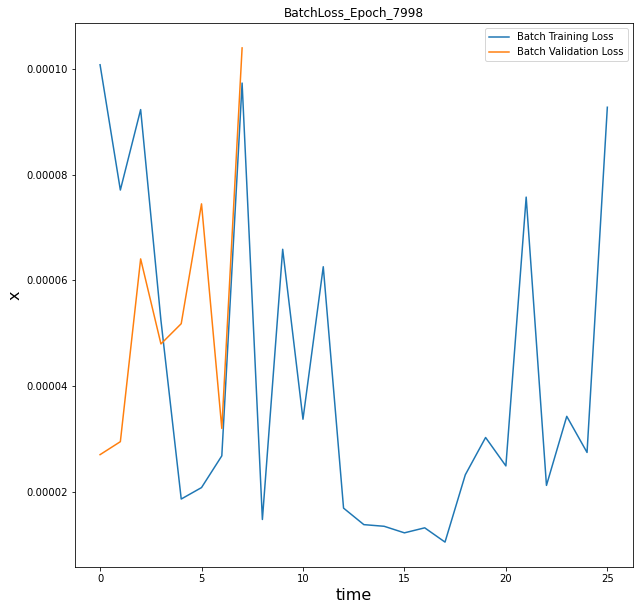 BatchLoss_Epoch_7998
Batch Training Loss
Batch Validation Loss
0.00010
0.00008
0.00006
0.00004
0.00002
x
0 5 10 15 20 25
time